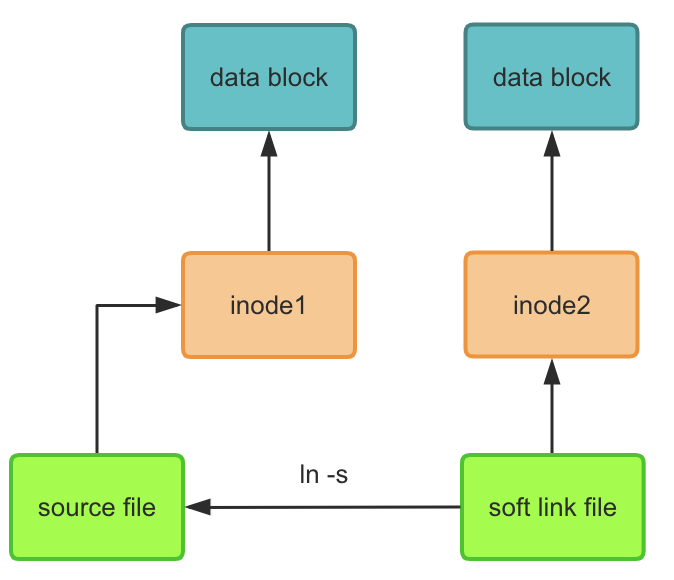 data block
data block
inode1
inode2
ln -s
source file
soft link file